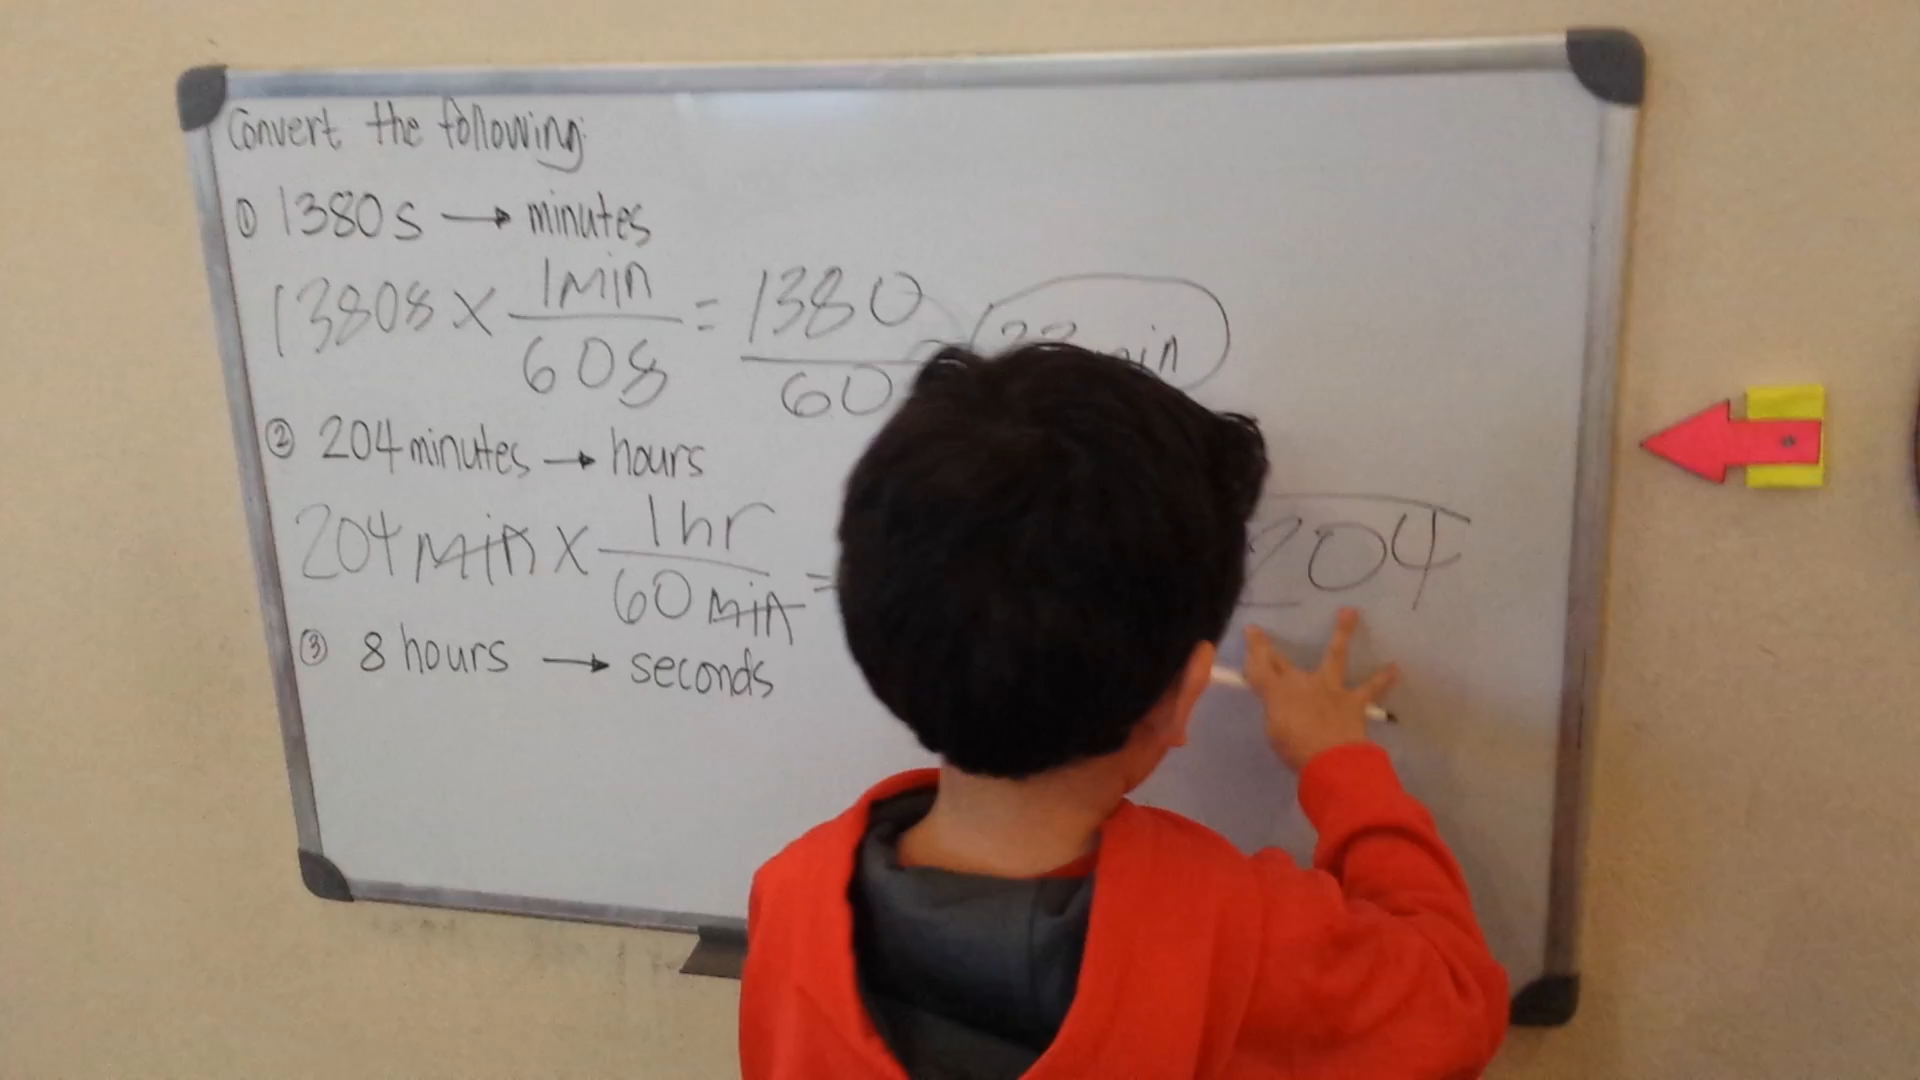 Convert the following:
① 1380s → minutes
1380s x 1min / 60s = 1380 / 60 min
② 204 minutes → hours
204 min x 1hr / 60 min = 204
③ 8 hours → seconds